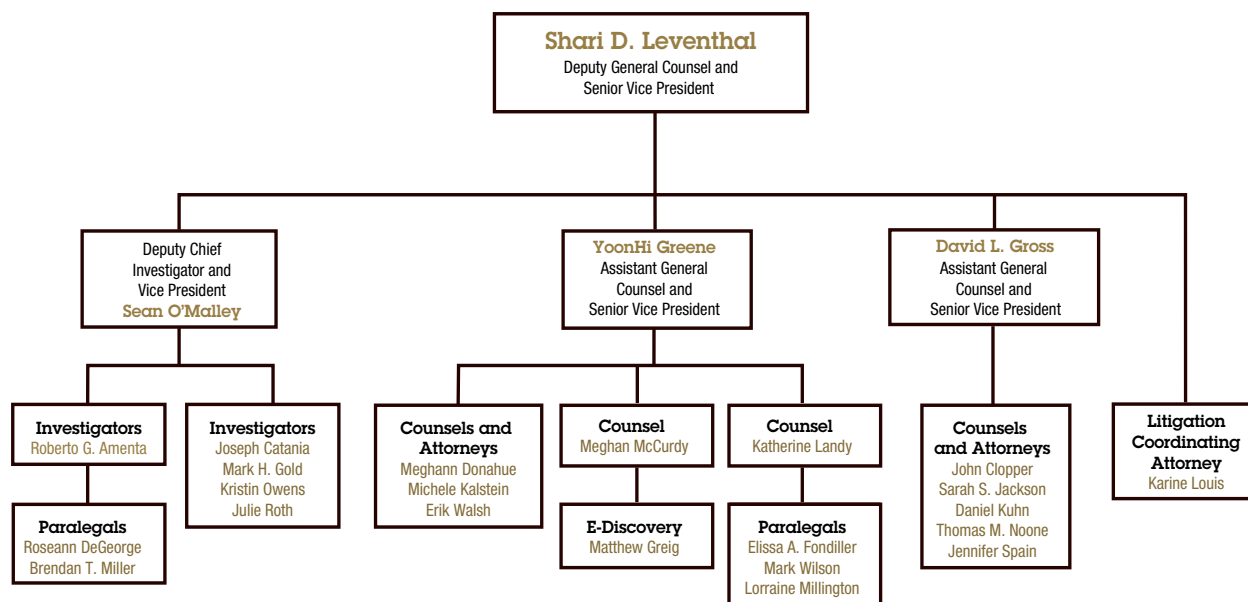 Shari D. Leventhal
Deputy General Counsel and
Senior Vice President
Deputy Chief
Investigator and
Vice President
Sean O'Malley
YoonHi Greene
Assistant General
Counsel and
Senior Vice President
David L. Gross
Assistant General
Counsel and
Senior Vice President
Investigators
Roberto G. Amenta
Paralegals
Roseann DeGeorge
Brendan T. Miller
Investigators
Joseph Catania
Mark H. Gold
Kristin Owens
Julie Roth
Counsels and
Attorneys
Meghann Donahue
Michele Kalstein
Erik Walsh
Counsel
Meghan McCurdy
E-Discovery
Matthew Greig
Counsel
Katherine Landy
Paralegals
Elissa A. Fondiller
Mark Wilson
Lorraine Millington
Counsels
and Attorneys
John Clopper
Sarah S. Jackson
Daniel Kuhn
Thomas M. Noone
Jennifer Spain
Litigation
Coordinating
Attorney
Karine Louis